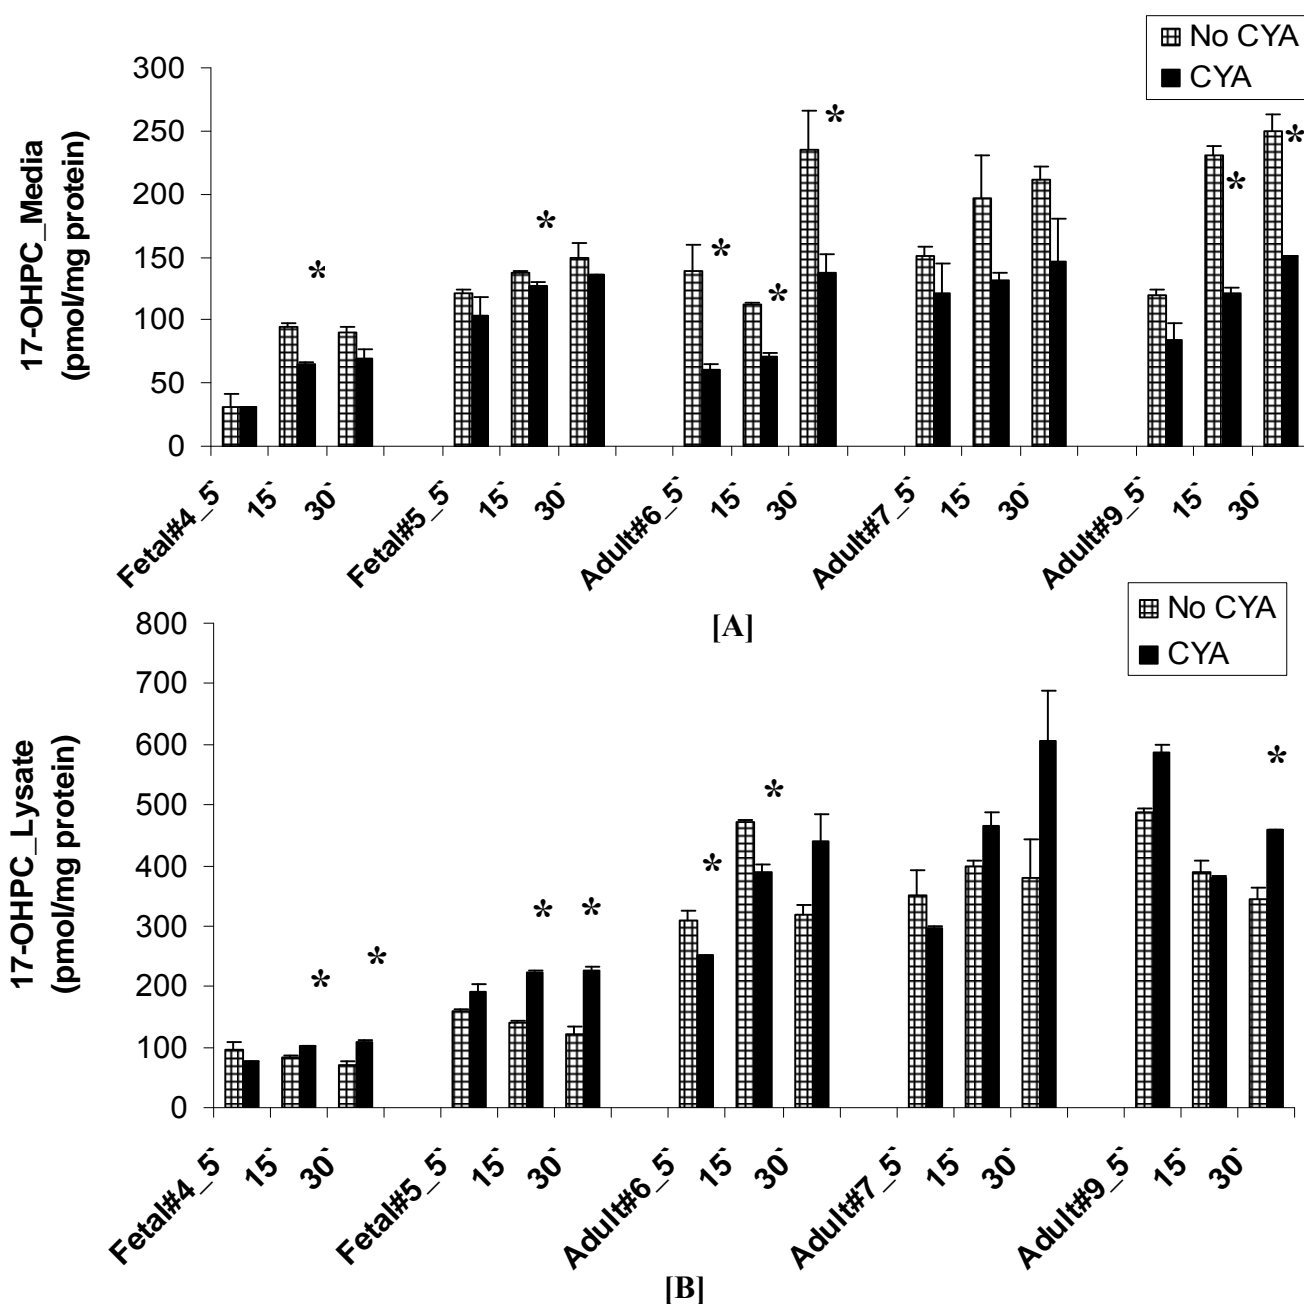 No CYA
CYA
17-OHPC_Media
(pmol/mg protein)
300
250
200
150
100
50
0
*
*
*
*
*
*
*
Fetal#4_5`
15`
30`
Fetal#5_5`
15`
30`
Adult#6_5`
15`
30`
Adult#7_5`
15`
30`
Adult#9_5`
15`
30`
[A]
No CYA
CYA
17-OHPC_Lysate
(pmol/mg protein)
800
700
600
500
400
300
200
100
0
*
*
*
*
*
*
*
Fetal#4_5`
15`
30`
Fetal#5_5`
15`
30`
Adult#6_5`
15`
30`
Adult#7_5`
15`
30`
Adult#9_5`
15`
30`
[B]